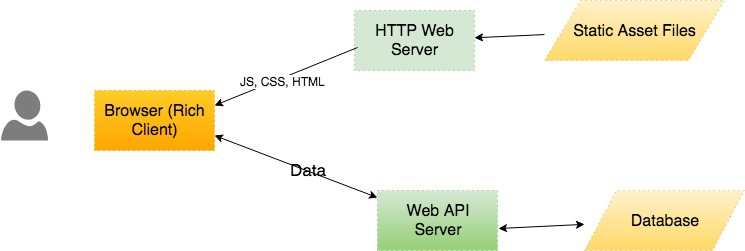 HTTP Web
Server
Static Asset Files
JS, CSS, HTML
Browser (Rich
Client)
Data
Web API
Server
Database